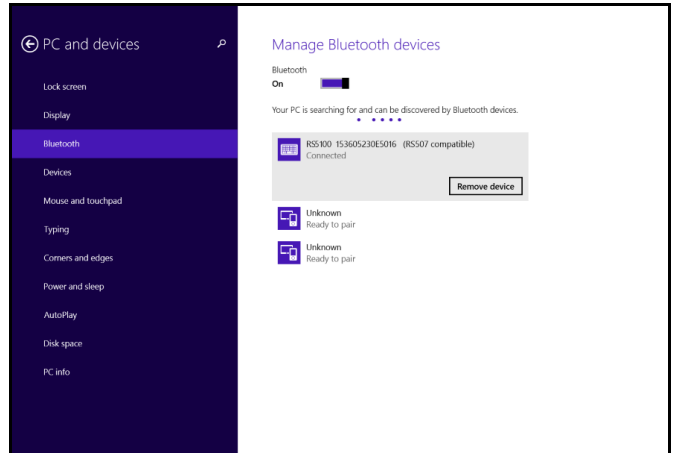 PC and devices
Lock screen
Display
Bluetooth
Devices
Mouse and touchpad
Typing
Corners and edges
Power and sleep
AutoPlay
Disk space
PC info
Manage Bluetooth devices
Bluetooth
On
Your PC is searching for and can be discovered by Bluetooth devices.
RS5100 153605230E5016 (RS507 compatible)
Connected
Remove device
Unknown
Ready to pair
Unknown
Ready to pair